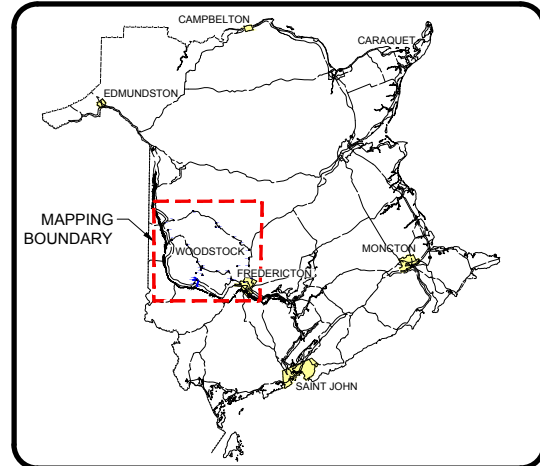 CAMPBELTON
CARAQUET
EDMUNDSTON
MAPPING
BOUNDARY
WOODSTOCK
MONCTON
FREDERICTON
SAINT JOHN